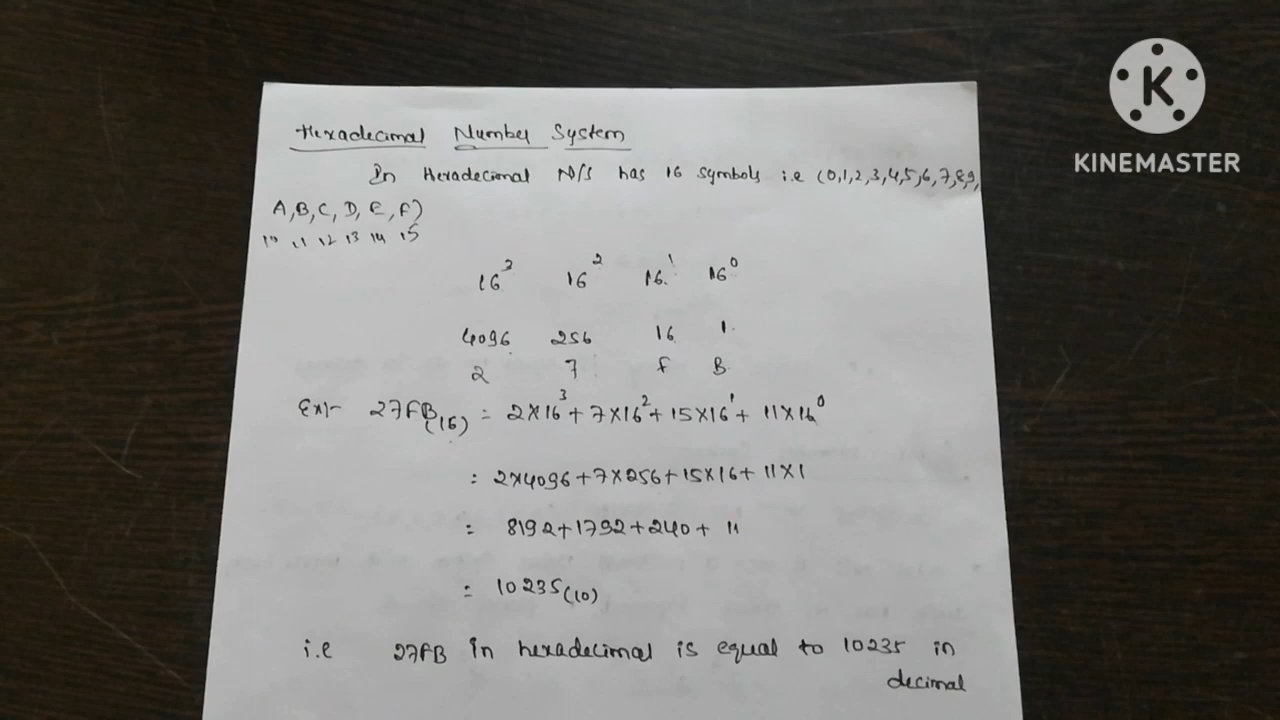 Hexadecimal Number System
In Hexadecimal N/S has 16 symbols i.e (0,1,2,3,4,5,6,7,8,9,
A,B,C,D,E,F)
10 11 12 13 14 15
16³ 16² 16¹ 16⁰
4096 256 16 1
2 7 F B
Ex:- 27FB(16) = 2×16³+7×16²+15×16¹+11×16⁰
= 2×4096+7×256+15×16+11×1
= 8192+1792+240+11
= 10235(10)
i.e 27FB in hexadecimal is equal to 10235 in
decimal
K
KINEMASTER